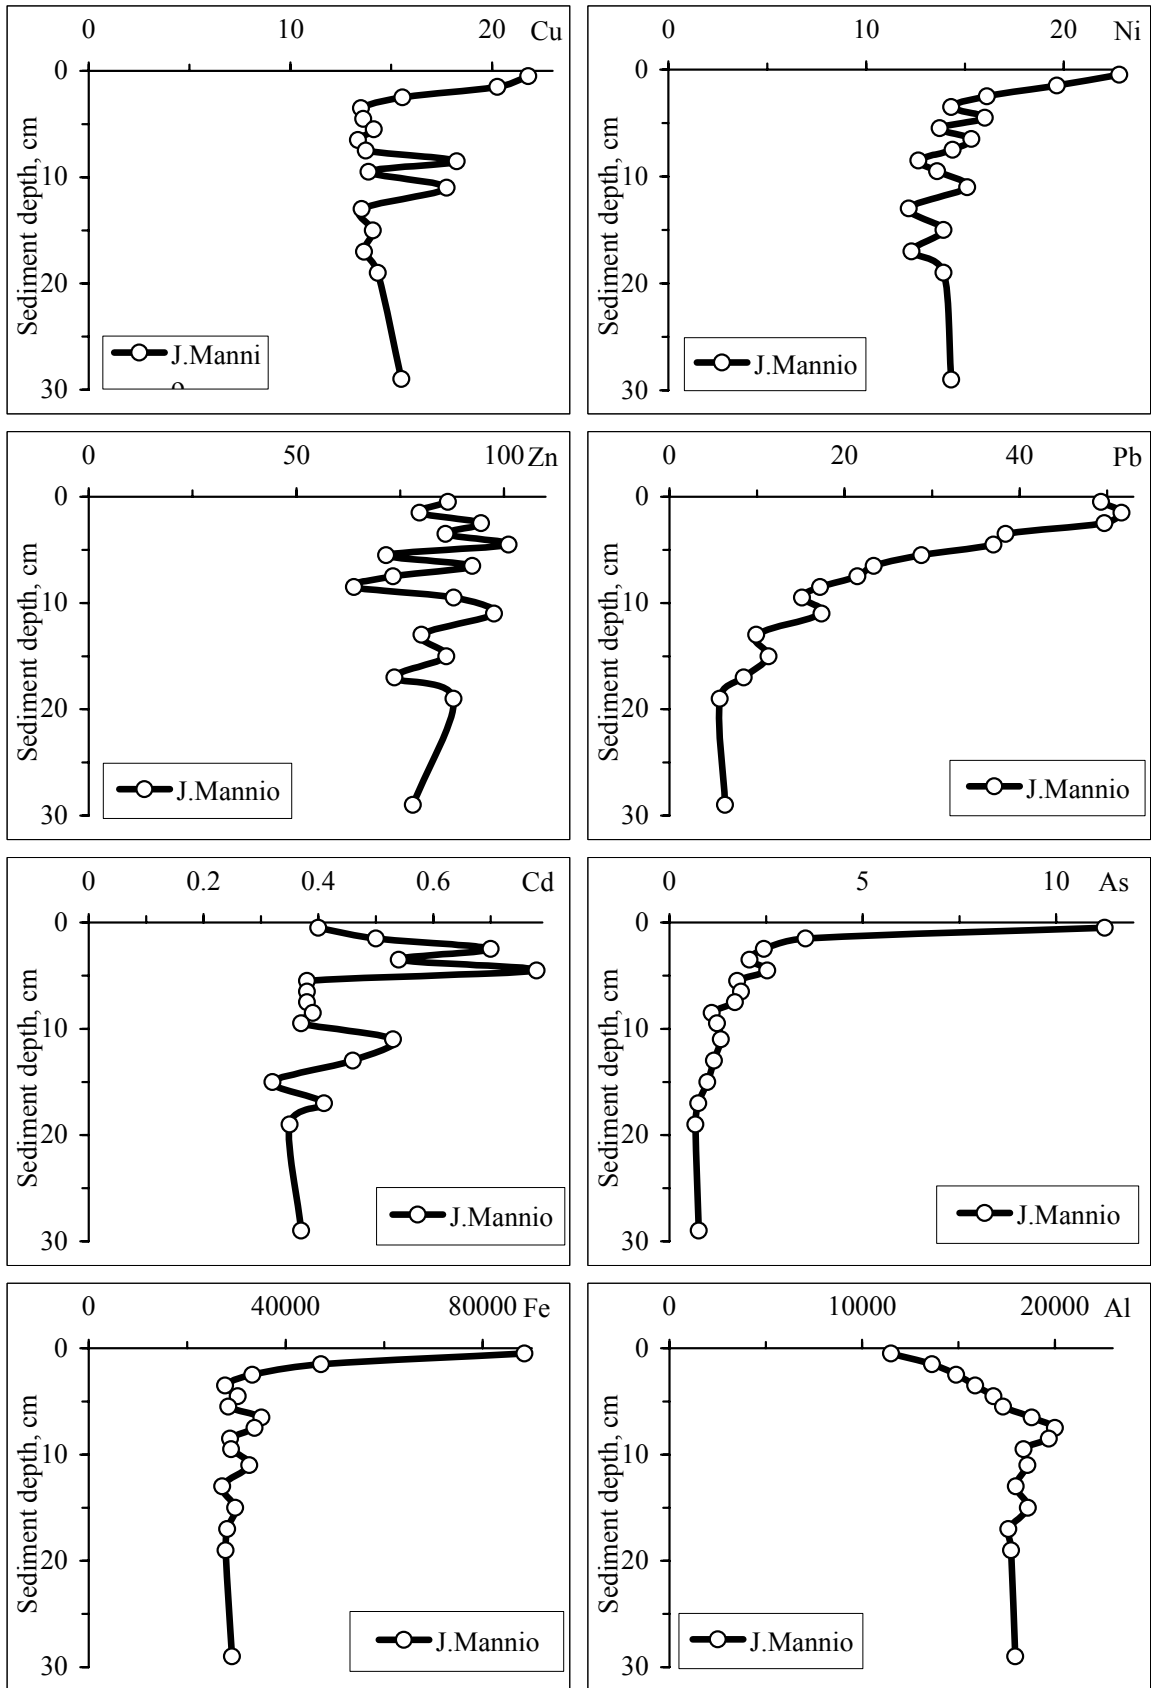 0 10 20 Cu
0
10
20
30
Sediment depth, cm
J.Manni
o
0 10 20 Ni
0
10
20
30
Sediment depth, cm
J.Mannio
0 50 100 Zn
0
10
20
30
Sediment depth, cm
J.Mannio
0 20 40 Pb
0
10
20
30
Sediment depth, cm
J.Mannio
0 0.2 0.4 0.6 Cd
0
10
20
30
Sediment depth, cm
J.Mannio
0 5 10 As
0
10
20
30
Sediment depth, cm
J.Mannio
0 40000 80000 Fe
0
10
20
30
Sediment depth, cm
J.Mannio
0 10000 20000 Al
0
10
20
30
Sediment depth, cm
J.Mannio